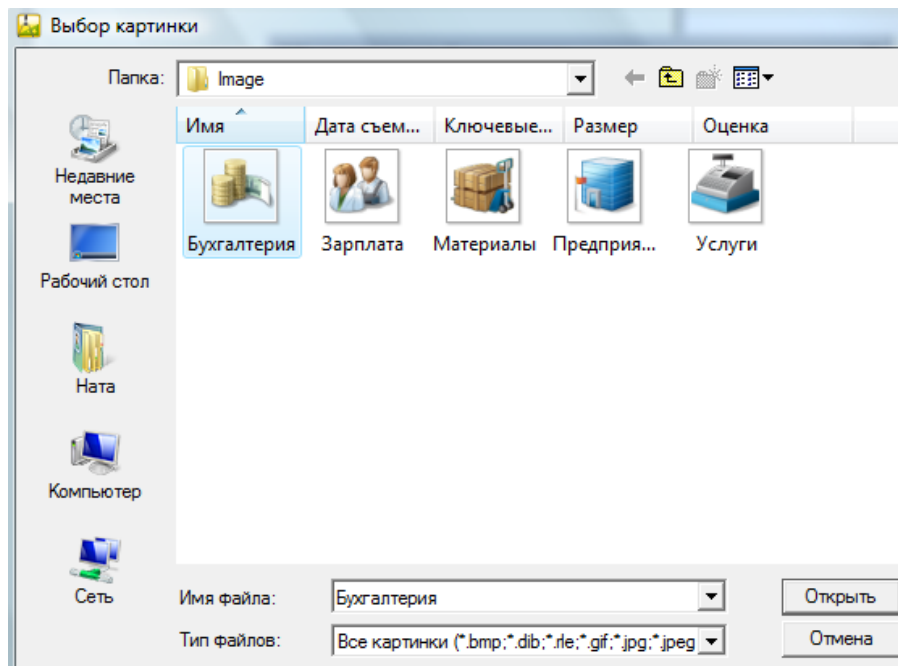 Выбор картинки
Папка: Image
Имя Дата съем... Ключевые... Размер Оценка
Недавние
места
Рабочий стол
Ната
Компьютер
Сеть
Бухгалтерия Зарплата Материалы Предприя... Услуги
Имя файла: Бухгалтерия Открыть
Тип файлов: Все картинки (*.bmp;*.dib;*.rle;*.gif;*.jpg;*.jpeg Отмена